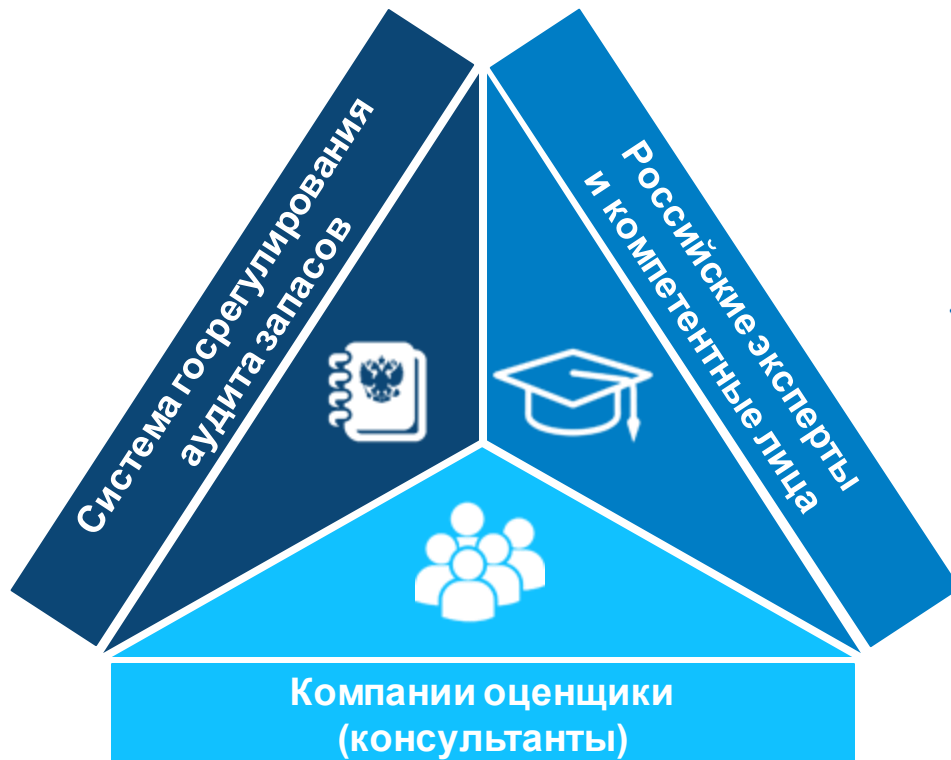 Система госрегулирования
аудита запасов
Российские эксперты
и компетентные лица
Компании оценщики
(консультанты)